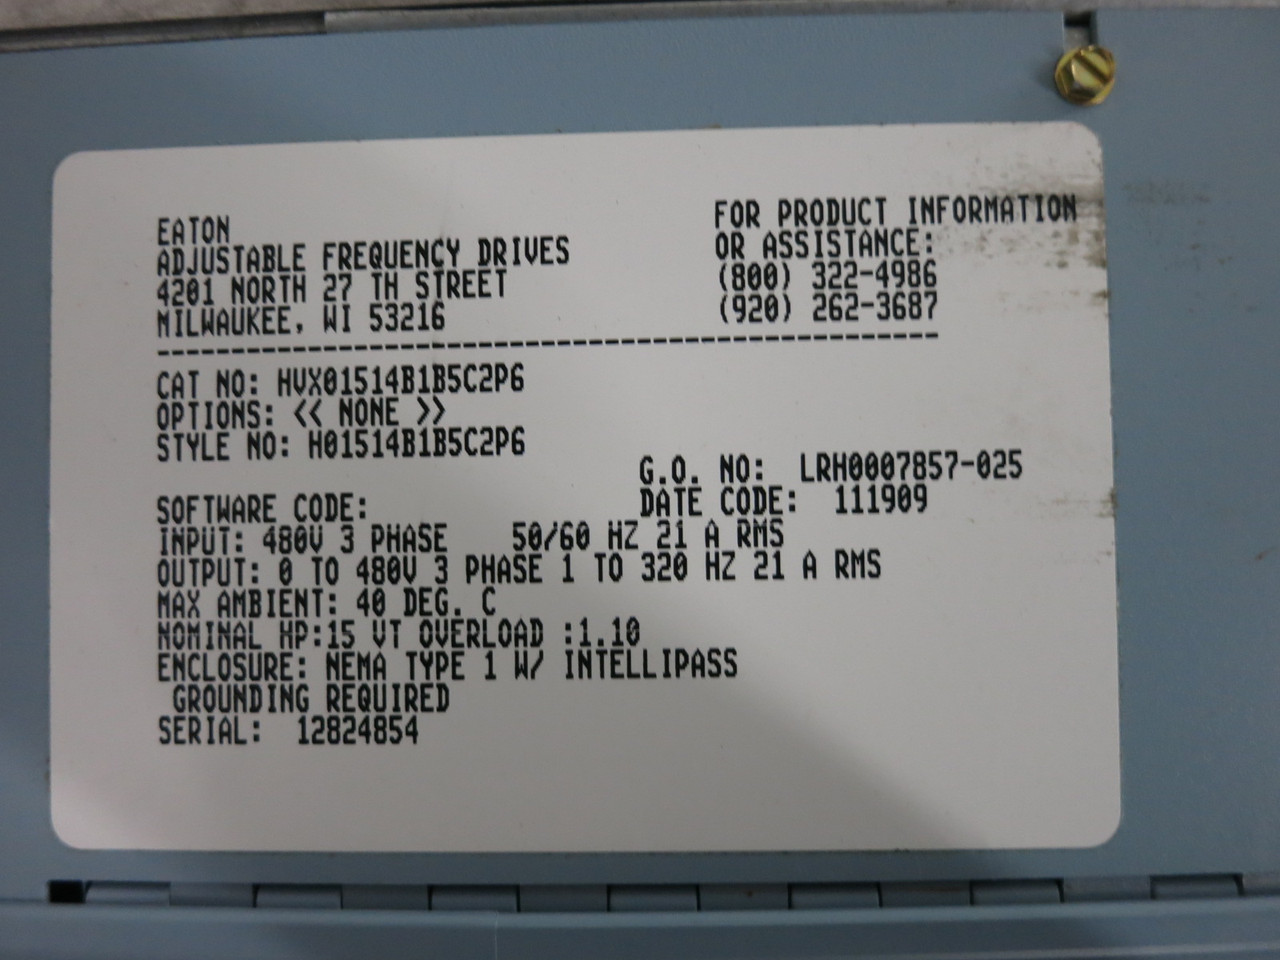 EATON
ADJUSTABLE FREQUENCY DRIVES
4201 NORTH 27 TH STREET
MILWAUKEE, WI 53216
FOR PRODUCT INFORMATION
OR ASSISTANCE:
(800) 322-4986
(920) 262-3687
------------------------------------------------
CAT NO: HVX01514B1B5C2P6
OPTIONS: << NONE >>
STYLE NO: H01514B1B5C2P6
G.O. NO: LRH0007857-025
SOFTWARE CODE: DATE CODE: 111909
INPUT: 480V 3 PHASE 50/60 HZ 21 A RMS
OUTPUT: 0 TO 480V 3 PHASE 1 TO 320 HZ 21 A RMS
MAX AMBIENT: 40 DEG. C
NOMINAL HP:15 VT OVERLOAD :1.10
ENCLOSURE: NEMA TYPE 1 W/ INTELLIPASS
GROUNDING REQUIRED
SERIAL: 12824854